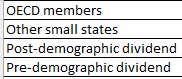 OECD members
Other small states
Post-demographic dividend
Pre-demographic dividend